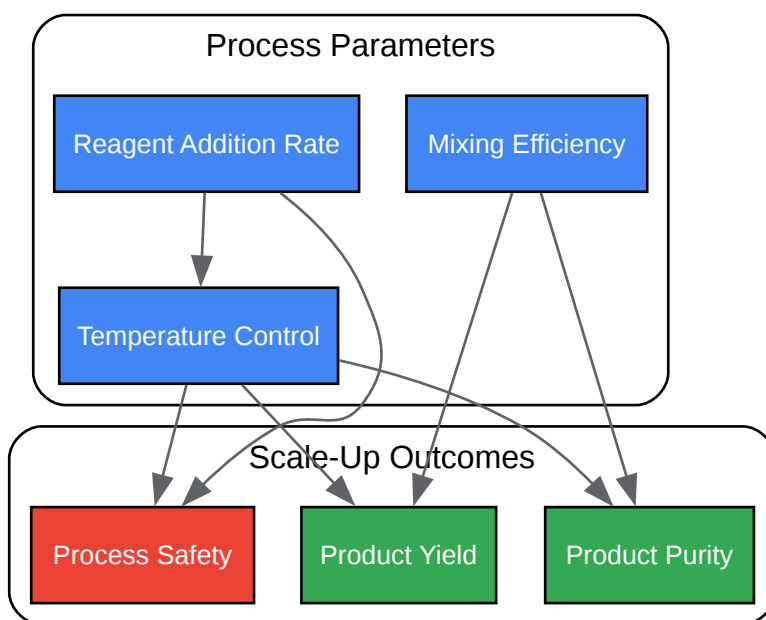 Process Parameters
Reagent Addition Rate
Mixing Efficiency
Temperature Control
Scale-Up Outcomes
Process Safety
Product Yield
Product Purity